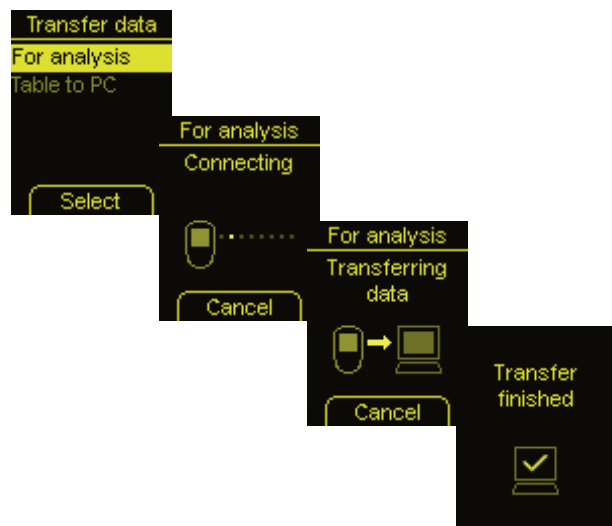 Transfer data
For analysis
Table to PC
Select
For analysis
Connecting
Cancel
For analysis
Transferring
data
Cancel
Transfer
finished